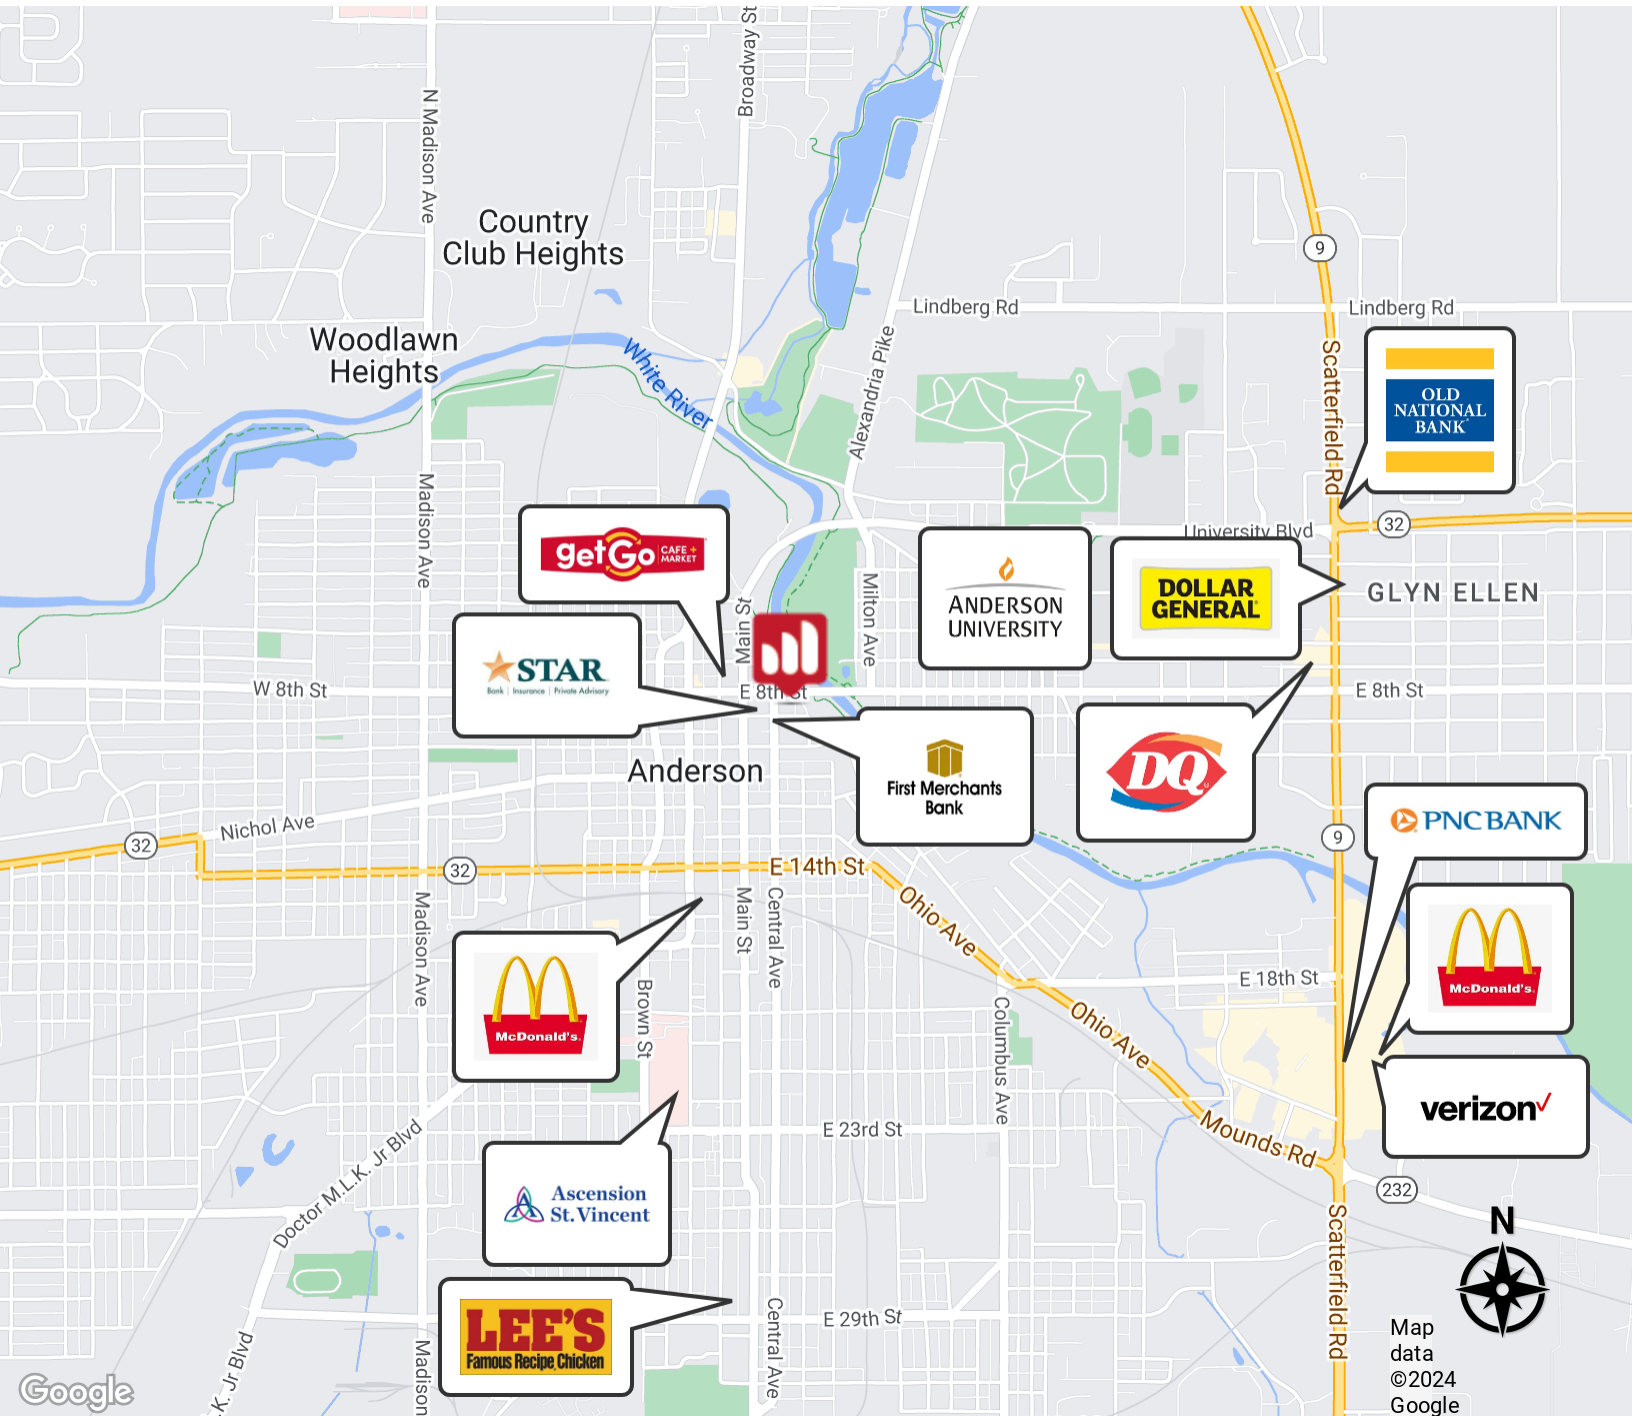 Broadway St
N Madison Ave
Country
Club Heights
9
Lindberg Rd
Lindberg Rd
Woodlawn
Heights
White River
Alexandria Pike
Scatterfield Rd
OLD
NATIONAL
BANK
Madison Ave
32
University Blvd
getGo CAFE +
MARKET
ANDERSON
UNIVERSITY
DOLLAR
GENERAL
GLYN ELLEN
Main St
Milton Ave
STAR
Bank | Insurance | Private Advisory
W 8th St
E 8th St
E 8th St
Anderson
First Merchants
Bank
DQ
PNC BANK
Nichol Ave
32
9
32
E 14th St
Madison Ave
Main St
Central Ave
Ohio Ave
McDonald's
E 18th St
McDonald's
Brown St
Columbus Ave
Ohio Ave
verizon
E 23rd St
Mounds Rd
Doctor M.L.K. Jr Blvd
Ascension
St. Vincent
232
N
Scatterfield Rd
LEE'S
Famous Recipe Chicken
E 29th St
Central Ave
Madison
.K. Jr Blvd
Map
data
©2024
Google
Google